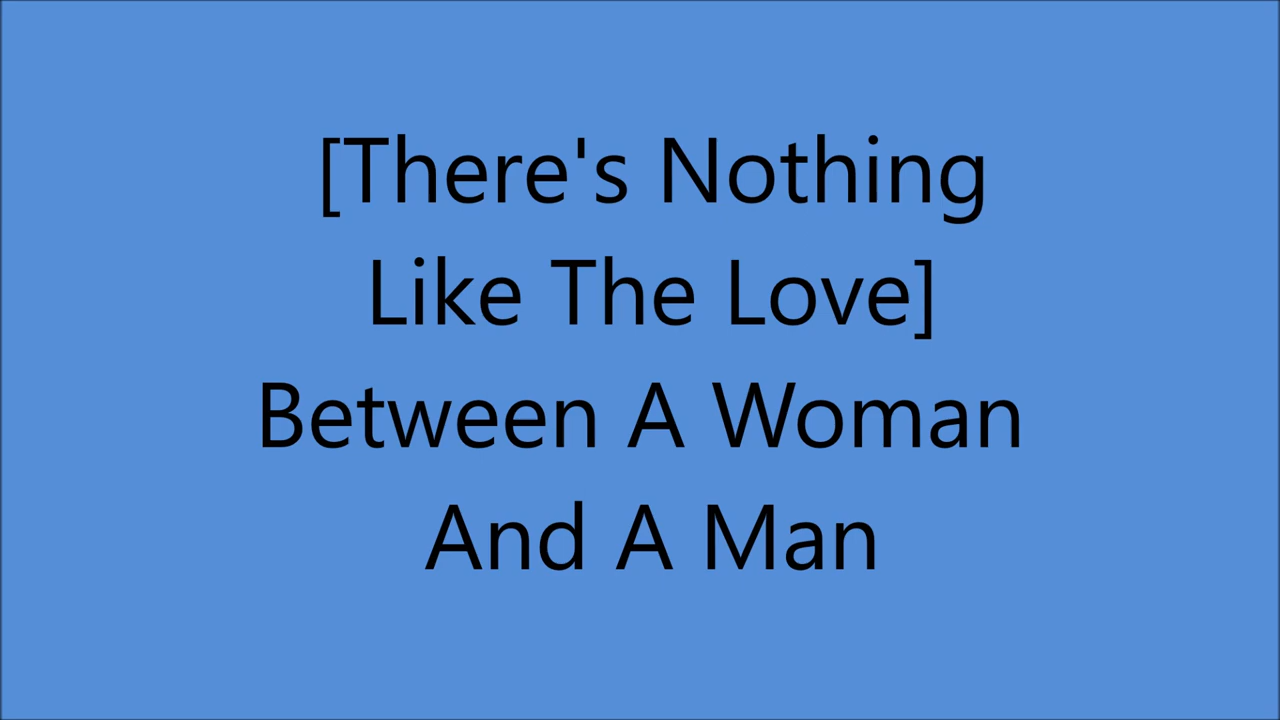 [There's Nothing
Like The Love]
Between A Woman
And A Man